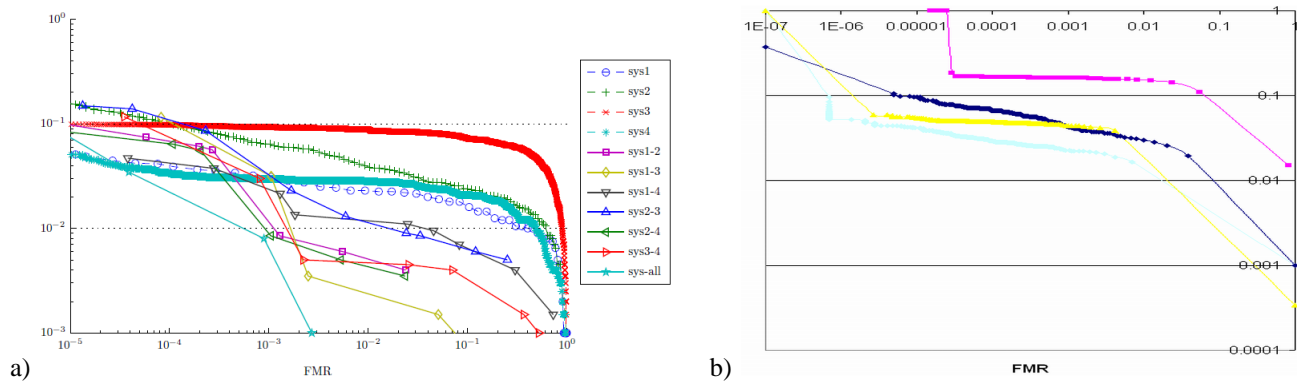 10^0
10^-1
10^-2
10^-3
10^-5 10^-4 10^-3 10^-2 10^-1 10^0
FMR
sys1
sys2
sys3
sys4
sys1-2
sys1-3
sys1-4
sys2-3
sys2-4
sys3-4
sys-all
a)
1E-07 1E-06 0.00001 0.0001 0.001 0.01 0.1 1
1
0.1
0.01
0.001
0.0001
FMR
b)